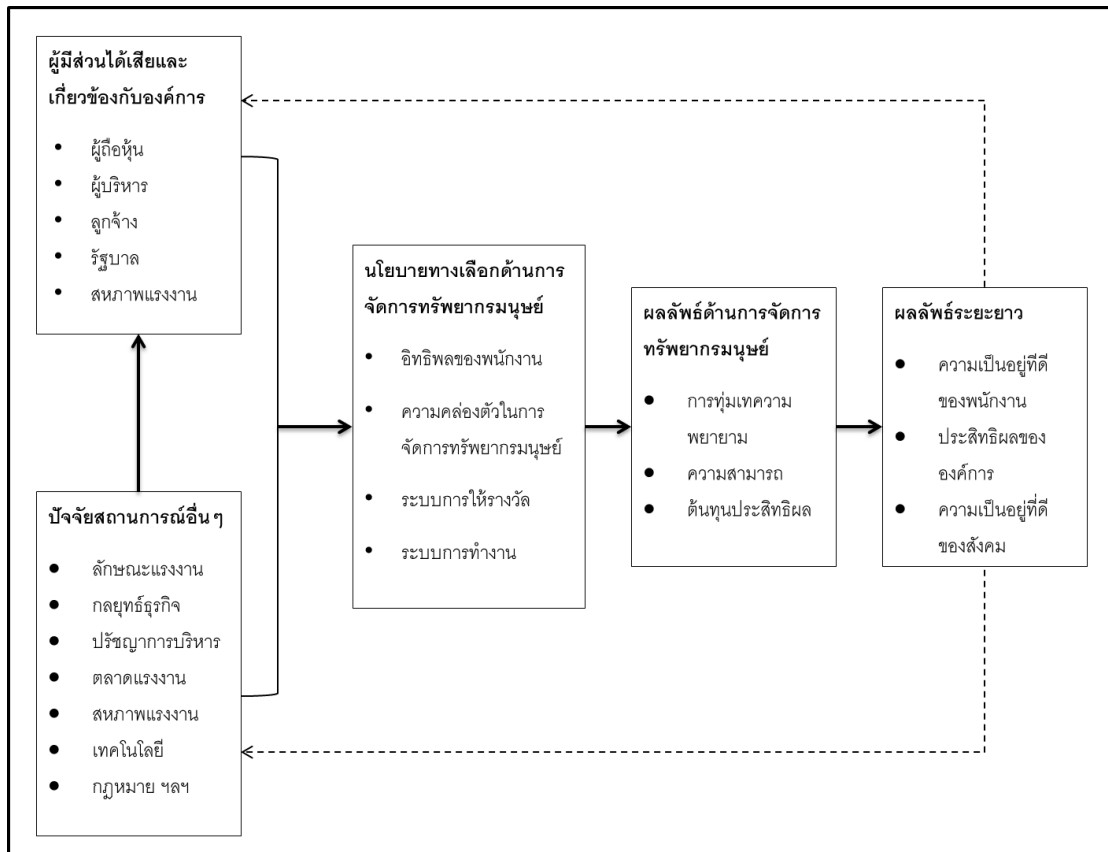 ผู้มีส่วนได้เสียและ
เกี่ยวข้องกับองค์การ
• ผู้ถือหุ้น
• ผู้บริหาร
• ลูกจ้าง
• รัฐบาล
• สหภาพแรงงาน
ปัจจัยสถานการณ์อื่นๆ
● ลักษณะแรงงาน
● กลยุทธ์ธุรกิจ
● ปรัชญาการบริหาร
● ตลาดแรงงาน
● สหภาพแรงงาน
● เทคโนโลยี
● กฎหมาย ฯลฯ
นโยบายทางเลือกด้านการ
จัดการทรัพยากรมนุษย์
• อิทธิพลของพนักงาน
• ความคล่องตัวในการ
จัดการทรัพยากรมนุษย์
• ระบบการให้รางวัล
• ระบบการทำงาน
ผลลัพธ์ด้านการจัดการ
ทรัพยากรมนุษย์
● การทุ่มเทความ
พยายาม
● ความสามารถ
● ต้นทุนประสิทธิผล
ผลลัพธ์ระยะยาว
● ความเป็นอยู่ที่ดี
ของพนักงาน
● ประสิทธิผลของ
องค์การ
● ความเป็นอยู่ที่ดี
ของสังคม